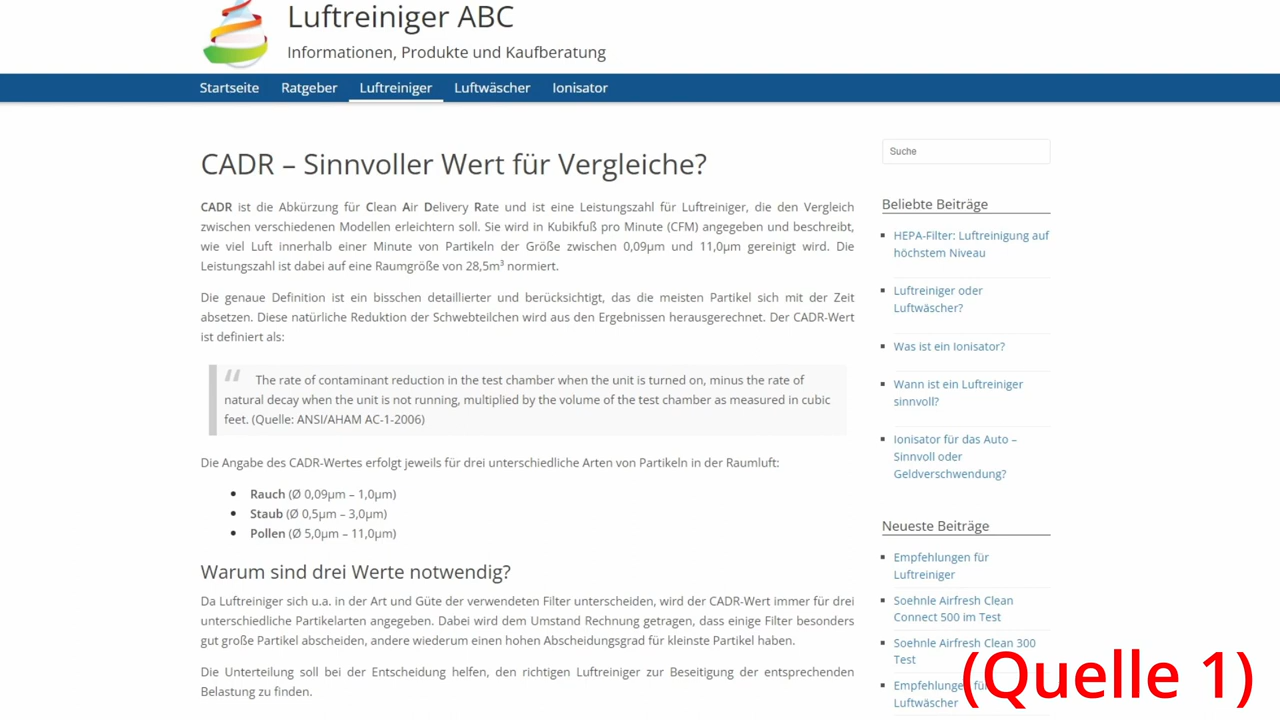 Luftreiniger ABC
Informationen, Produkte und Kaufberatung
Startseite Ratgeber Luftreiniger Luftwäscher Ionisator
CADR – Sinnvoller Wert für Vergleiche?
CADR ist die Abkürzung für Clean Air Delivery Rate und ist eine Leistungszahl für Luftreiniger, die den Vergleich
zwischen verschiedenen Modellen erleichtern soll. Sie wird in Kubikfuß pro Minute (CFM) angegeben und beschreibt,
wie viel Luft innerhalb einer Minute von Partikeln der Größe zwischen 0,09µm und 11,0µm gereinigt wird. Die
Leistungszahl ist dabei auf eine Raumgröße von 28,5m³ normiert.
Die genaue Definition ist ein bisschen detaillierter und berücksichtigt, das die meisten Partikel sich mit der Zeit
absetzen. Diese natürliche Reduktion der Schwebteilchen wird aus den Ergebnissen herausgerechnet. Der CADR-Wert
ist definiert als:
“ The rate of contaminant reduction in the test chamber when the unit is turned on, minus the rate of
natural decay when the unit is not running, multiplied by the volume of the test chamber as measured in cubic
feet. (Quelle: ANSI/AHAM AC-1-2006)
Die Angabe des CADR-Wertes erfolgt jeweils für drei unterschiedliche Arten von Partikeln in der Raumluft:
• Rauch (Ø 0,09µm – 1,0µm)
• Staub (Ø 0,5µm – 3,0µm)
• Pollen (Ø 5,0µm – 11,0µm)
Warum sind drei Werte notwendig?
Da Luftreiniger sich u.a. in der Art und Güte der verwendeten Filter unterscheiden, wird der CADR-Wert immer für drei
unterschiedliche Partikelarten angegeben. Dabei wird dem Umstand Rechnung getragen, dass einige Filter besonders
gut große Partikel abscheiden, andere wiederum einen hohen Abscheidungsgrad für kleinste Partikel haben.
Die Unterteilung soll bei der Entscheidung helfen, den richtigen Luftreiniger zur Beseitigung der entsprechenden
Belastung zu finden.
Suche
Beliebte Beiträge
HEPA-Filter: Luftreinigung auf
höchstem Niveau
Luftreiniger oder
Luftwäscher?
Was ist ein Ionisator?
Wann ist ein Luftreiniger
sinnvoll?
Ionisator für das Auto –
Sinnvoll oder
Geldverschwendung?
Neueste Beiträge
Empfehlungen für
Luftreiniger
Soehnle Airfresh Clean
Connect 500 im Test
Soehnle Airfresh Clean 300
Test
Empfehlungen für
Luftwäscher
(Quelle 1)